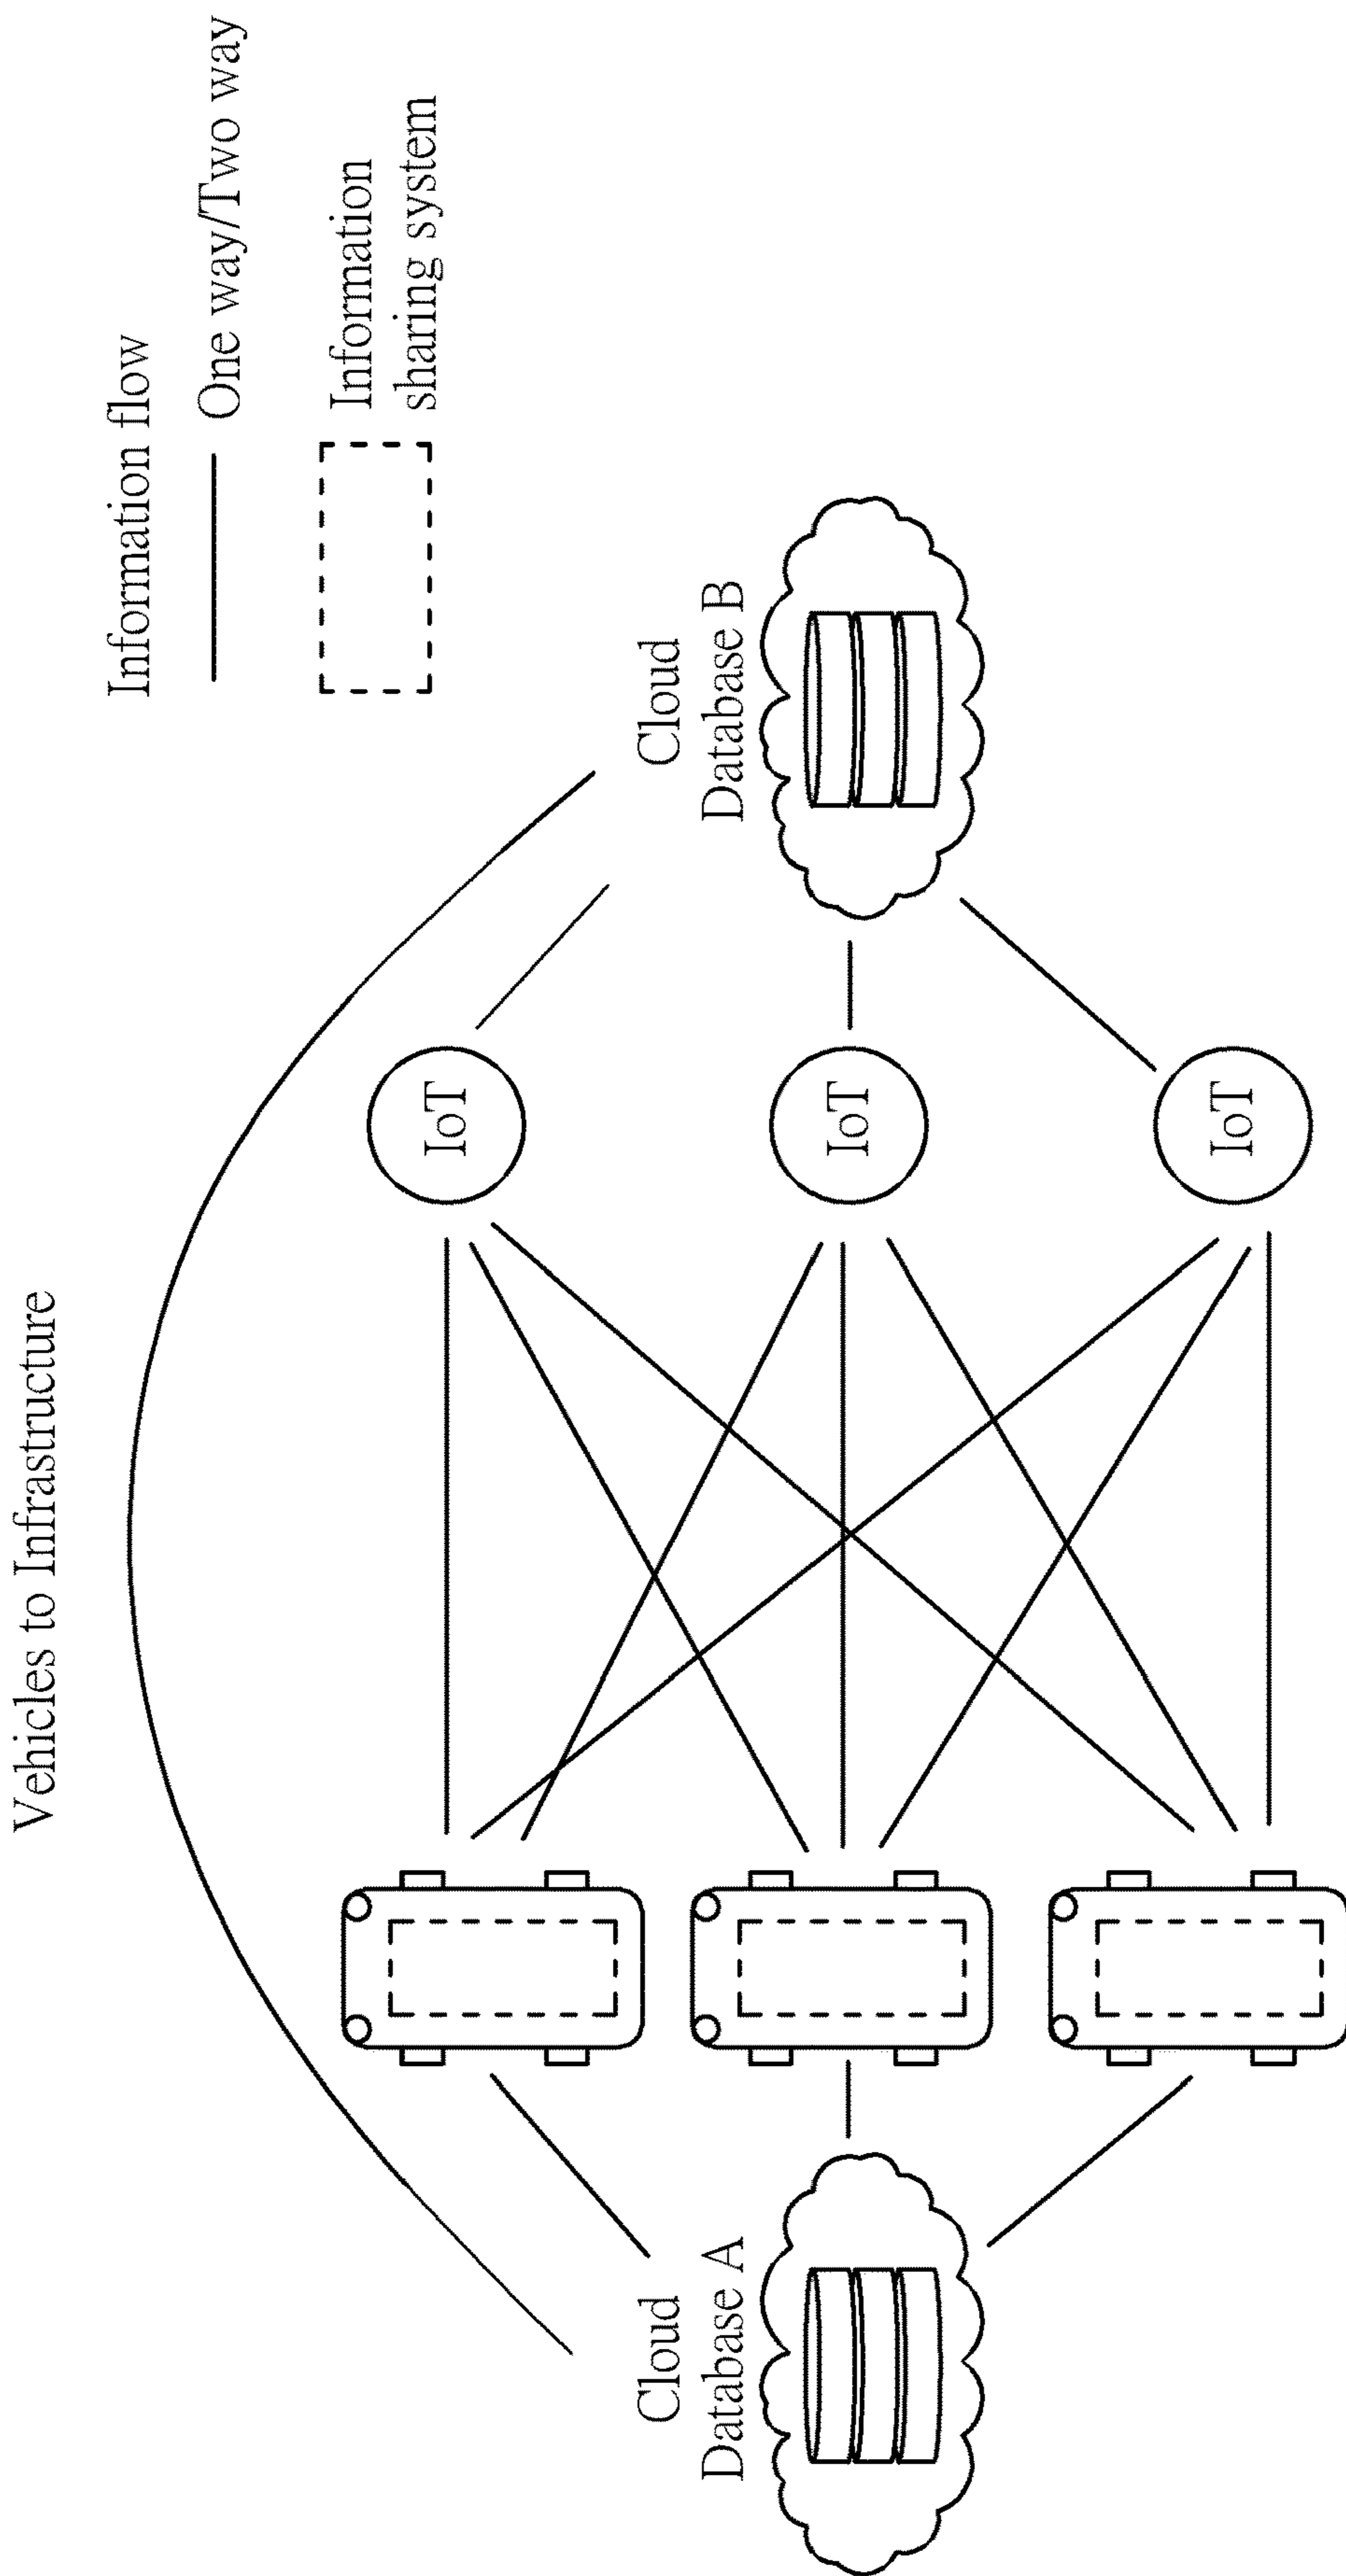 Vehicles to Infrastructure
Information flow
One way/Two way
Information
sharing system
Cloud
Database A
Cloud
Database B
IoT
IoT
IoT